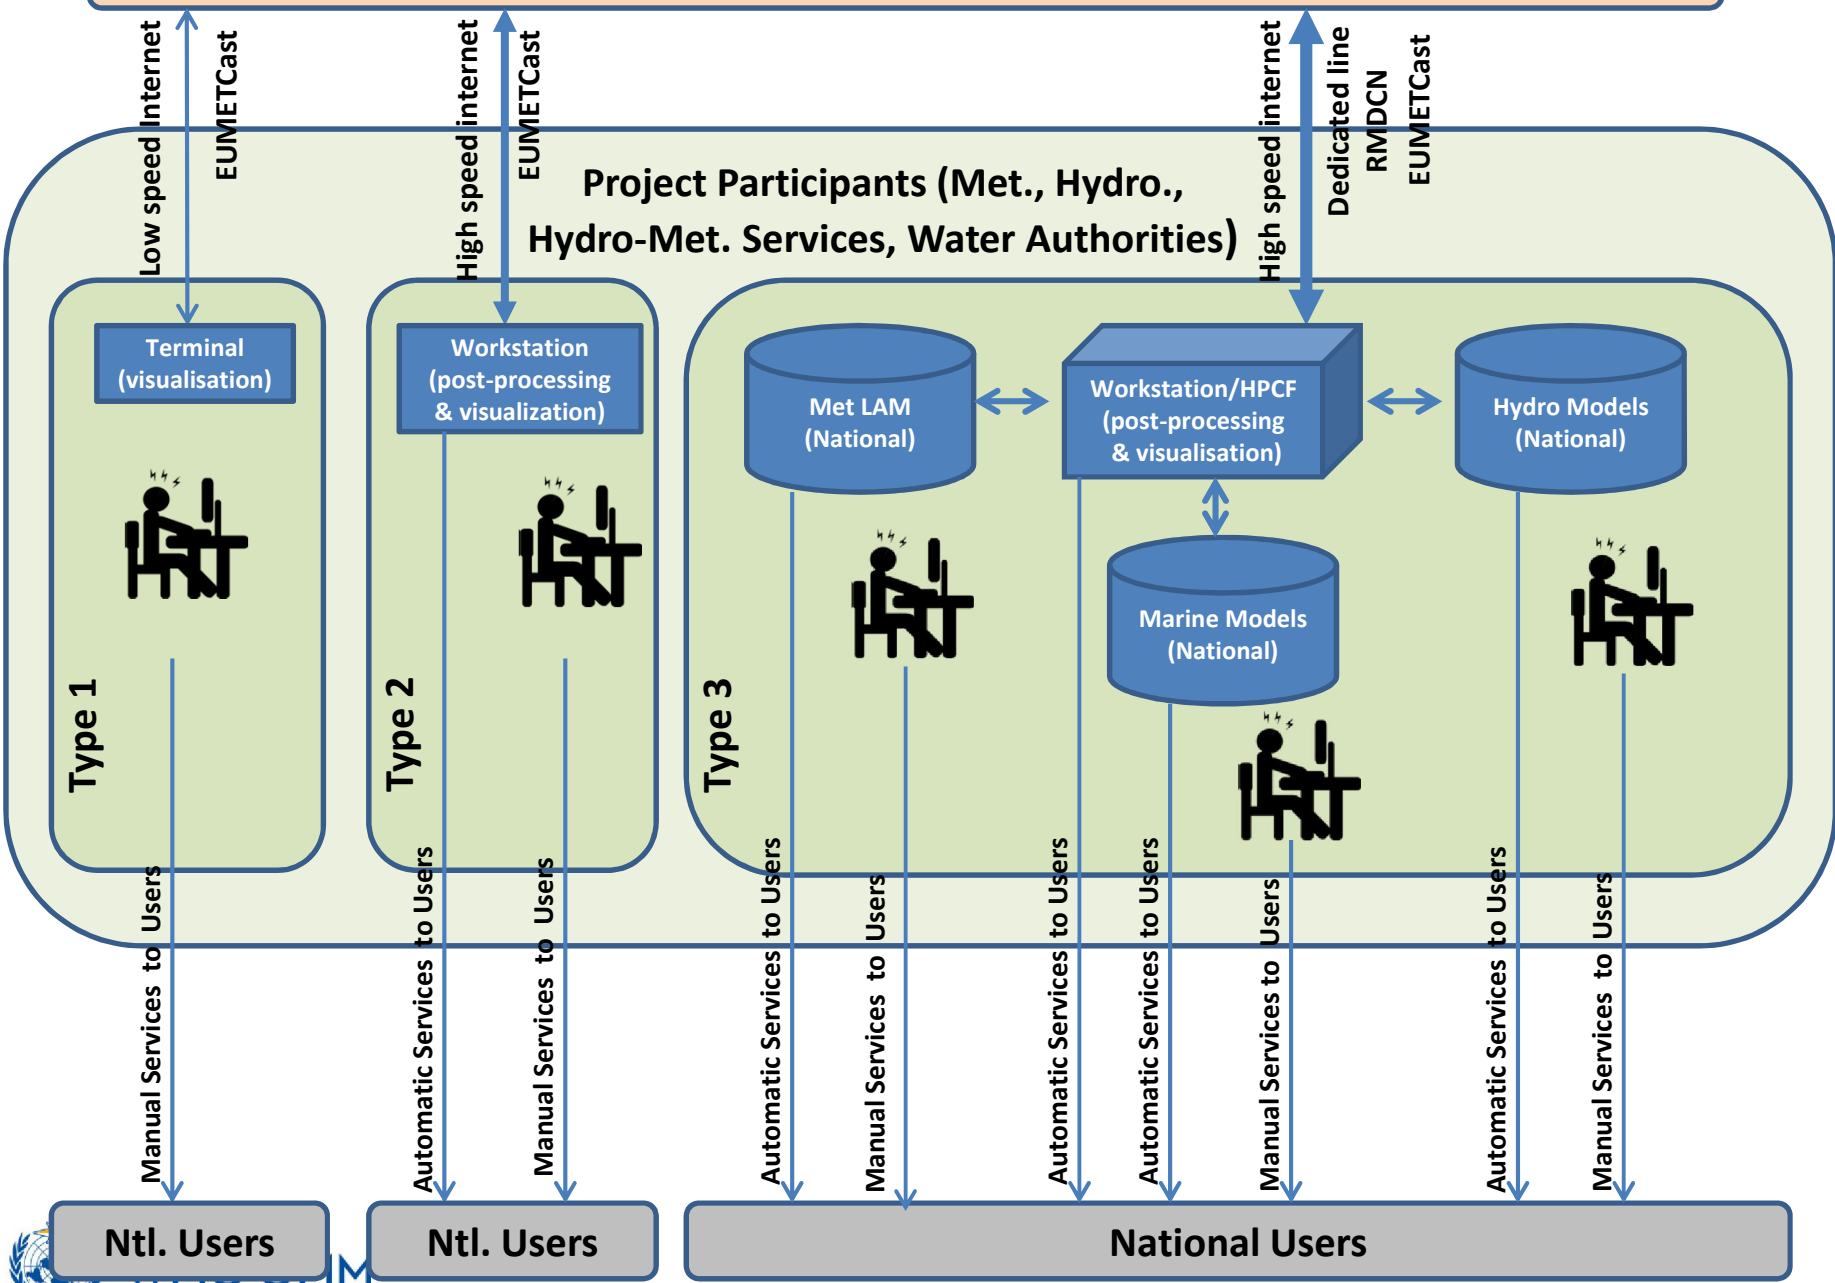 Low speed Internet
EUMETCast
High speed internet
EUMETCast
High speed internet
Dedicated line
RMDCN
EUMETCast
Project Participants (Met., Hydro.,
Hydro-Met. Services, Water Authorities)
Terminal
(visualisation)
Type 1
Workstation
(post-processing
& visualization)
Type 2
Met LAM
(National)
Workstation/HPCF
(post-processing
& visualisation)
Hydro Models
(National)
Marine Models
(National)
Type 3
Manual Services to Users
Automatic Services to Users
Manual Services to Users
Automatic Services to Users
Manual Services to Users
Automatic Services to Users
Automatic Services to Users
Manual Services to Users
Automatic Services to Users
Manual Services to Users
Ntl. Users
Ntl. Users
National Users